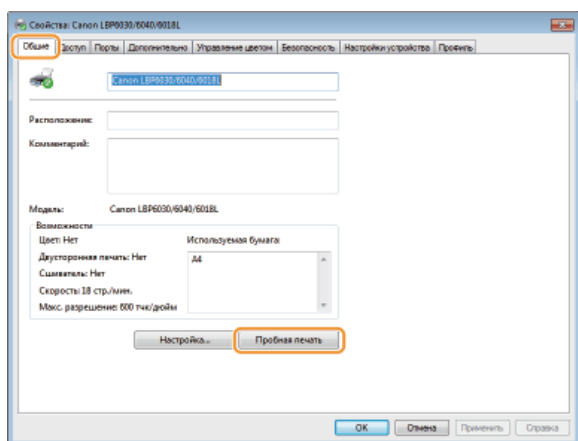 Свойства: Canon LBP6030/6040/6018L
Общие Доступ Порты Дополнительно Управление цветом Безопасность Настройки устройства Профиль
Canon LBP6030/6040/6018L
Расположение:
Комментарий:
Модель: Canon LBP6030/6040/6018L
Возможности
Цвет: Нет Используемая бумага:
Двусторонняя печать: Нет A4
Сшиватель: Нет
Скорость: 18 стр./мин.
Макс. разрешение: 600 тчк/дюйм
Настройка... Пробная печать
OK Отмена Применить Справка